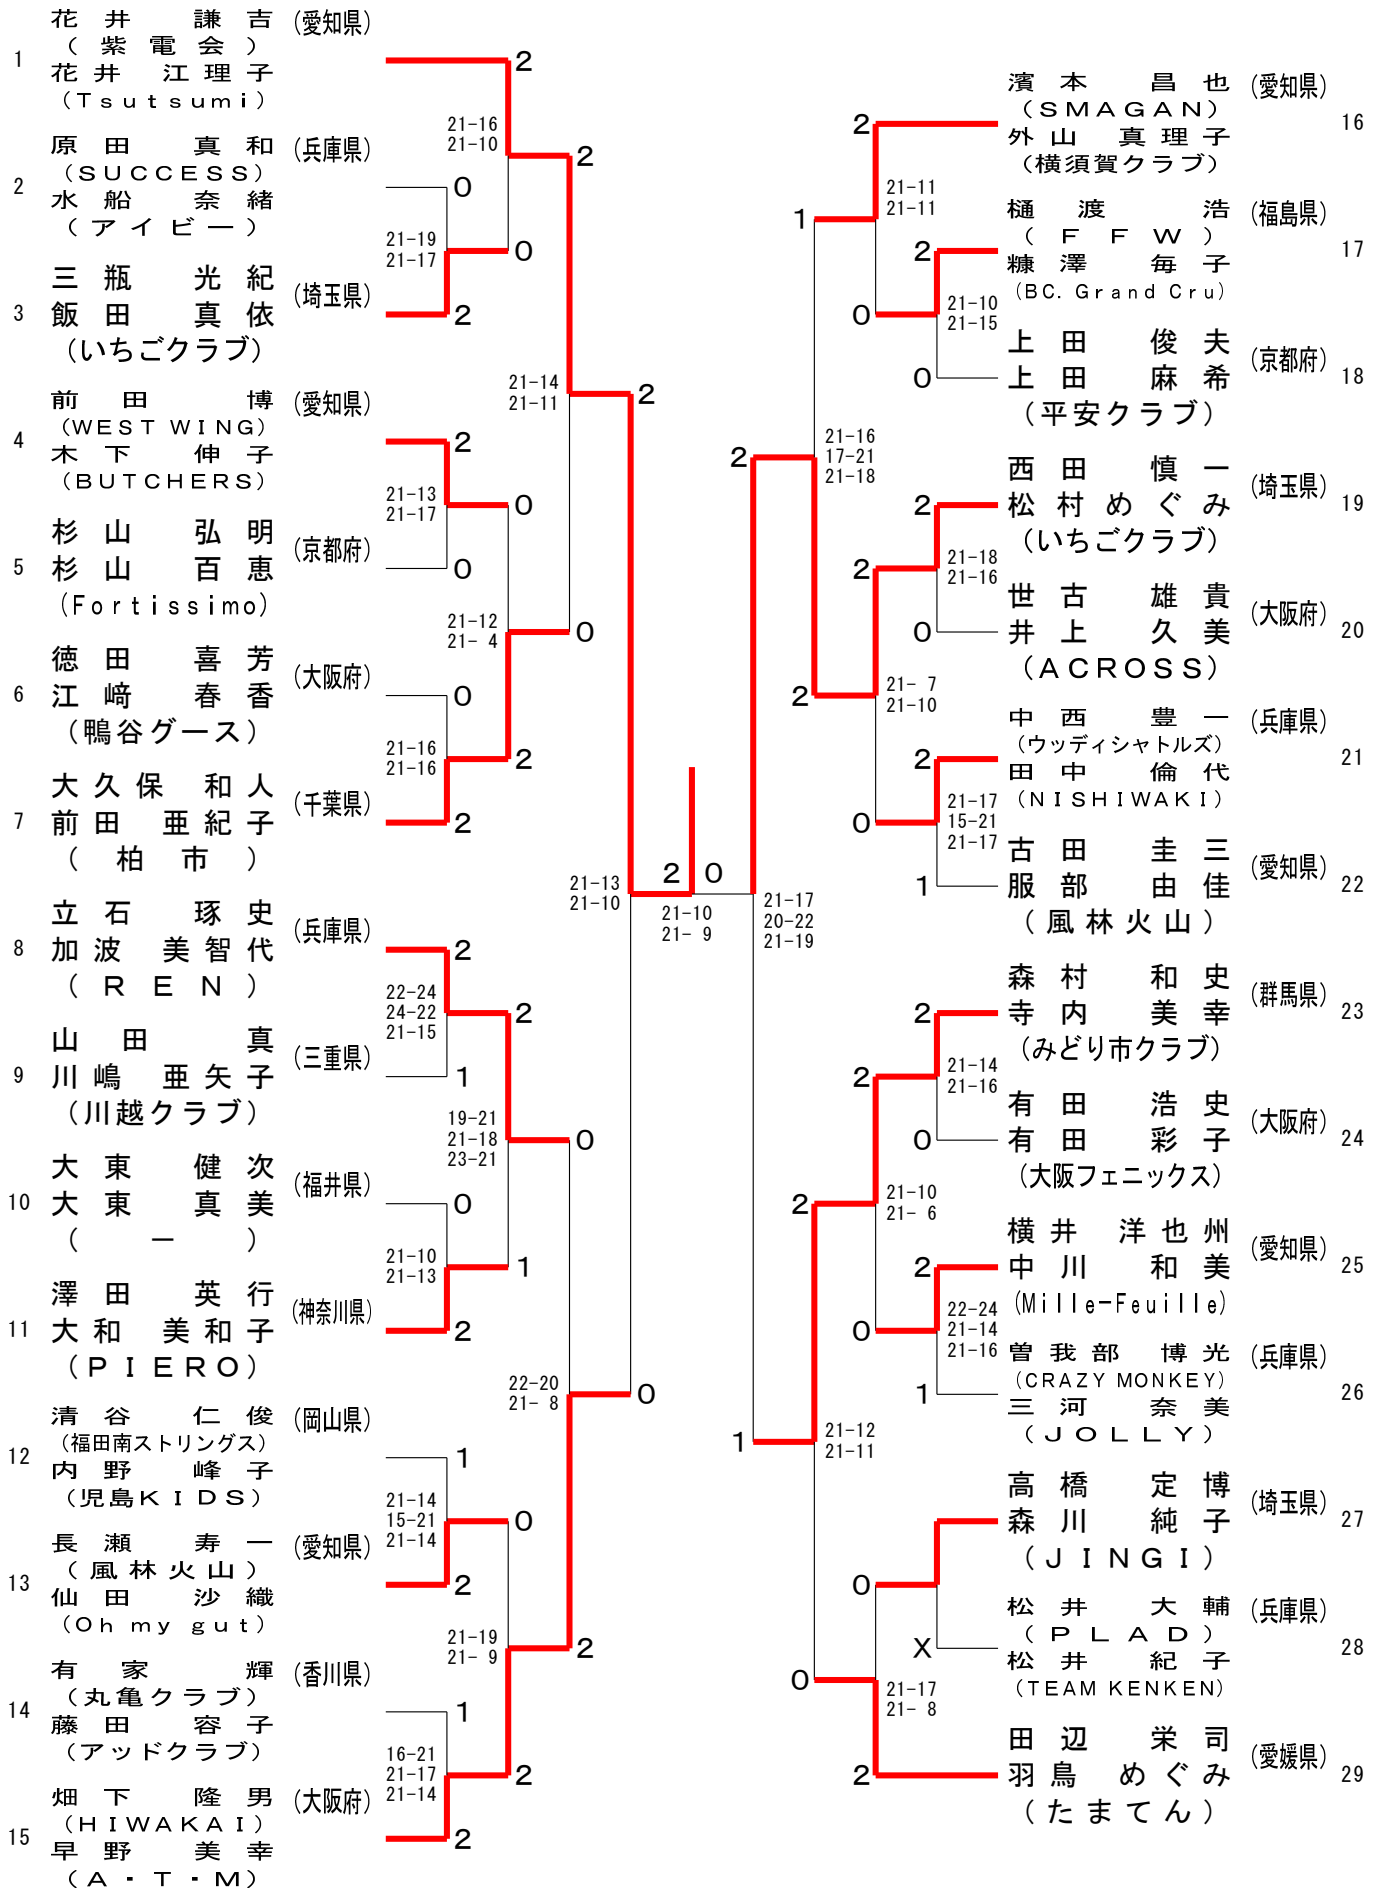 花井 謙吉 (愛知県)
(紫電会)
1
花井 江理子
(Tsutsumi)
原田 真和 (兵庫県)
(SUCCESS)
2
水船 奈緒
(アイビー)
三瓶 光紀
(埼玉県)
3
飯田 真依
(いちごクラブ)
前田 博 (愛知県)
(WEST WING)
4
木下 伸子
(BUTCHERS)
杉山 弘明
(京都府)
5
杉山 百恵
(Fortissimo)
徳田 喜芳
(大阪府)
6
江﨑 春香
(鴨谷グース)
大久保 和人
(千葉県)
7
前田 亜紀子
(柏市)
立石 琢史
(兵庫県)
8
加波 美智代
(REN)
山田 真
(三重県)
9
川嶋 亜矢子
(川越クラブ)
大東 健次
(福井県)
10
大東 真美
(ー)
澤田 英行
(神奈川県)
11
大和 美和子
(PIERO)
清谷 仁俊 (岡山県)
(福田南ストリングス)
12
内野 峰子
(児島KIDS)
長瀬 寿一 (愛知県)
(風林火山)
13
仙田 沙織
(Oh my gut)
有家 輝 (香川県)
(丸亀クラブ)
14
藤田 容子
(アッドクラブ)
畑下 隆男 (大阪府)
(HIWAKAI)
15
早野 美幸
(A・T・M)
2
21-16
21-10
2
0
21-19
21-17
0
2
21-14
21-11
2
2
21-13
21-17
0
0
21-12
21- 4
0
0
21-16
21-16
2
2
21-13
21-10
2
22-24
24-22
21-15
2
1
19-21
21-18
23-21
0
0
21-10
21-13
1
2
22-20
21- 8
0
1
21-14
15-21
21-14
0
2
21-19
21- 9
2
1
16-21
21-17
21-14
2
2
2 0
21-10
21- 9
濱本 昌也 (愛知県)
(SMAGAN)
16
外山 真理子
(横須賀クラブ)
樋渡 浩 (福島県)
(FFW)
17
糠澤 毎子
(BC. Grand Cru)
上田 俊夫
(京都府)
18
上田 麻希
(平安クラブ)
西田 慎一
(埼玉県)
19
松村めぐみ
(いちごクラブ)
世古 雄貴
(大阪府)
20
井上 久美
(ACROSS)
中西 豊一 (兵庫県)
(ウッディシャトルズ)
21
田中 倫代
(NISHIWAKI)
古田 圭三
(愛知県)
22
服部 由佳
(風林火山)
森村 和史
(群馬県)
23
寺内 美幸
(みどり市クラブ)
有田 浩史
(大阪府)
24
有田 彩子
(大阪フェニックス)
横井 洋也州
(愛知県)
25
中川 和美
(Mille-Feuille)
曽我部 博光 (兵庫県)
(CRAZY MONKEY)
26
三河 奈美
(JOLLY)
高橋 定博
(埼玉県)
27
森川 純子
(JINGI)
松井 大輔 (兵庫県)
(PLAD)
28
松井 紀子
(TEAM KENKEN)
田辺 栄司
(愛媛県)
29
羽鳥 めぐみ
(たまてん)
2
21-11
21-11
1
2
21-10
21-15
0
0
21-16
17-21
21-18
2
2
21-18
21-16
2
0
21- 7
21-10
2
2
21-17
15-21
21-17
0
1
21-17
20-22
21-19
2
21-14
21-16
2
0
21-10
21- 6
2
2
22-24
21-14
21-16
0
1
21-12
21-11
1
0
X
21-17
21- 8
0
2